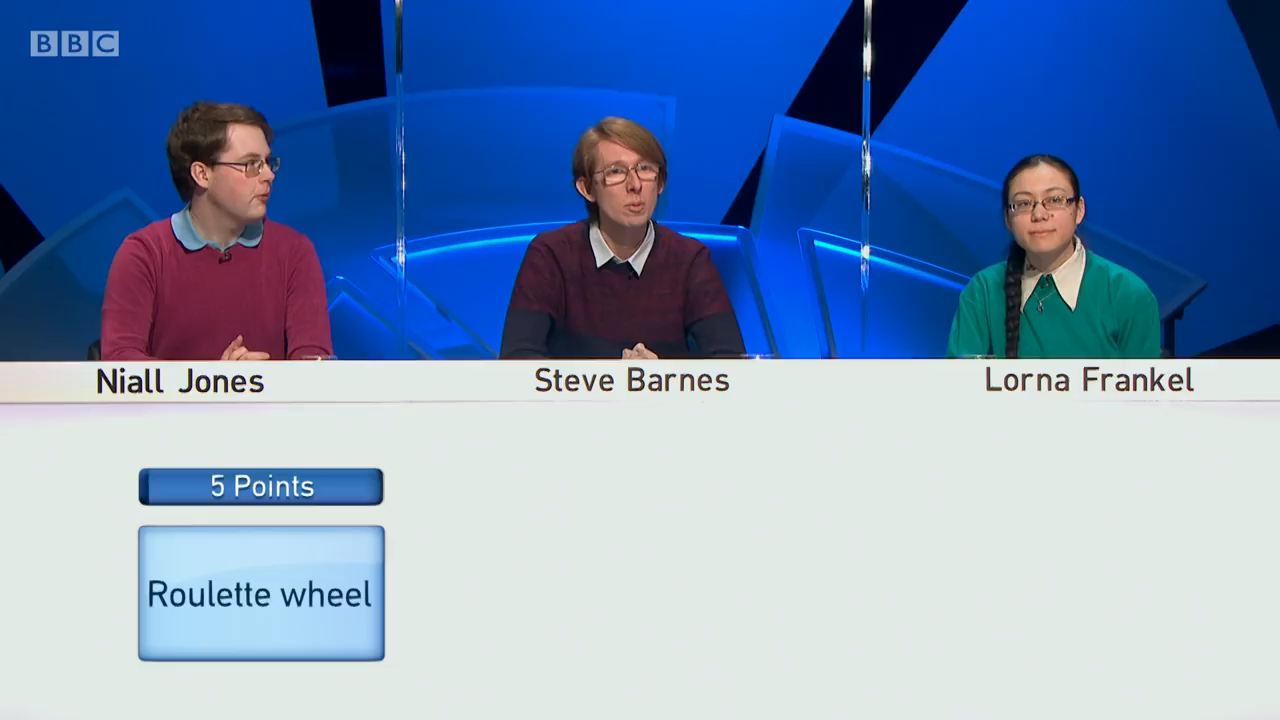 BBC
Niall Jones
Steve Barnes
Lorna Frankel
5 Points
Roulette wheel